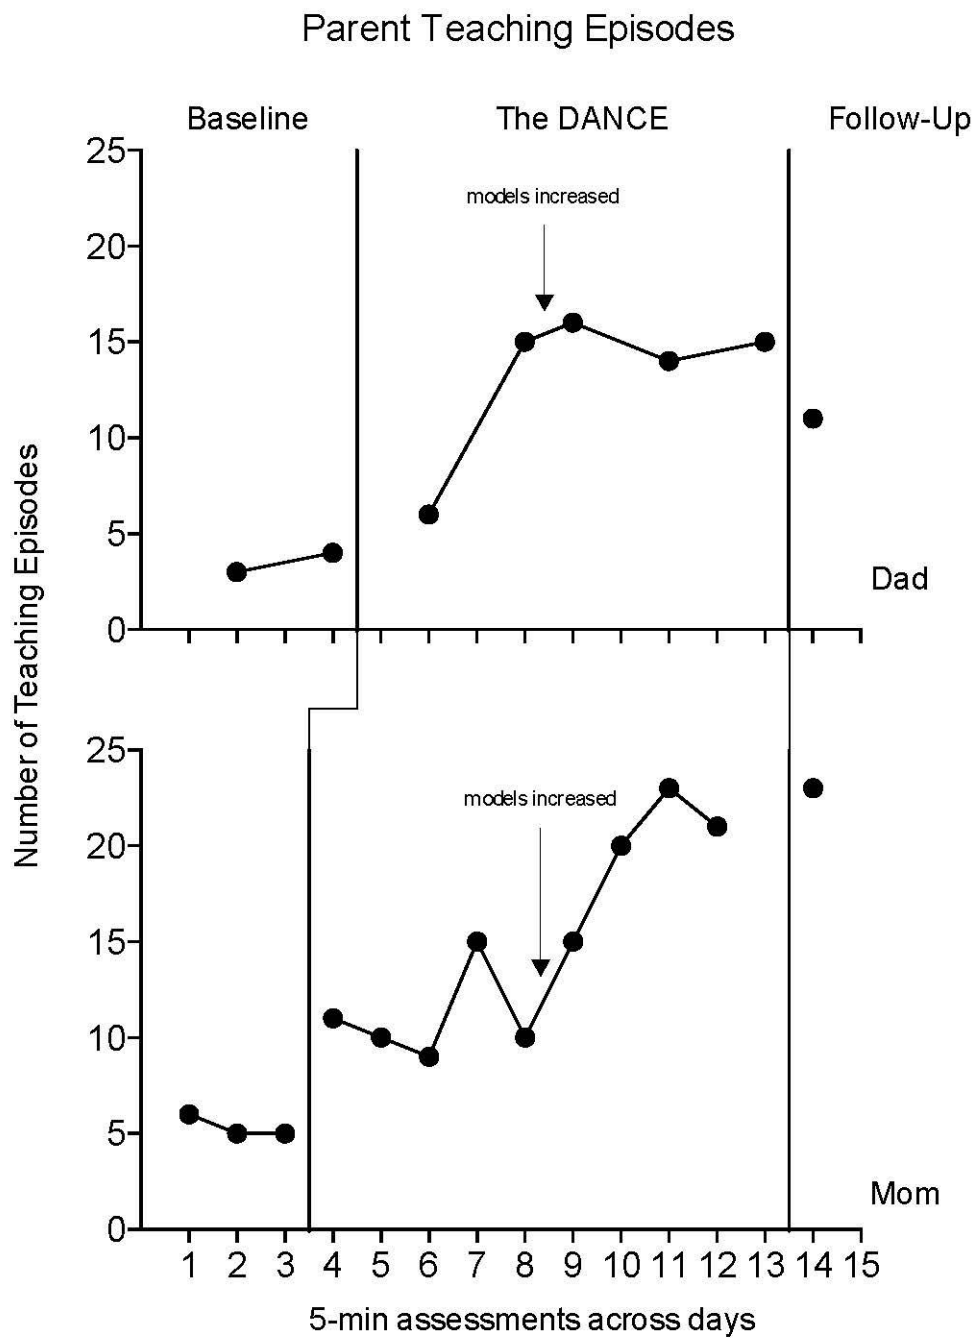 Parent Teaching Episodes
Baseline The DANCE Follow-Up
25
models increased
20
15
10
5
Dad
0
Number of Teaching Episodes
25
models increased
20
15
10
5
Mom
0
1 2 3 4 5 6 7 8 9 10 11 12 13 14 15
5-min assessments across days